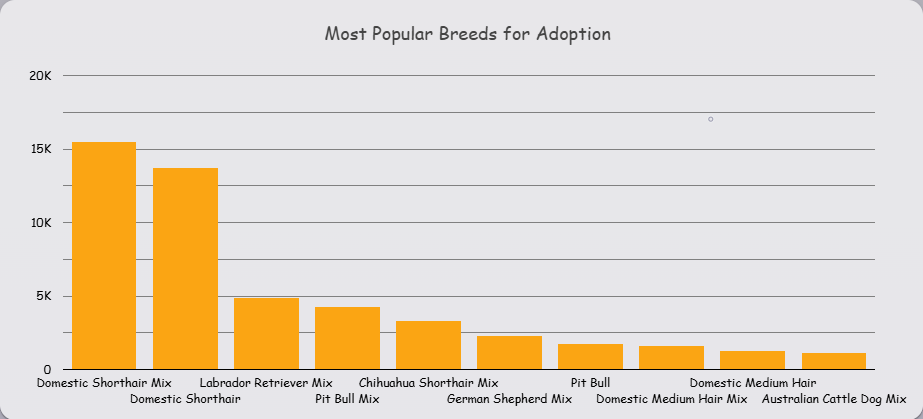 Most Popular Breeds for Adoption
20K
15K
10K
5K
0
Domestic Shorthair Mix Labrador Retriever Mix Chihuahua Shorthair Mix Pit Bull Domestic Medium Hair
Domestic Shorthair Pit Bull Mix German Shepherd Mix Domestic Medium Hair Mix Australian Cattle Dog Mix